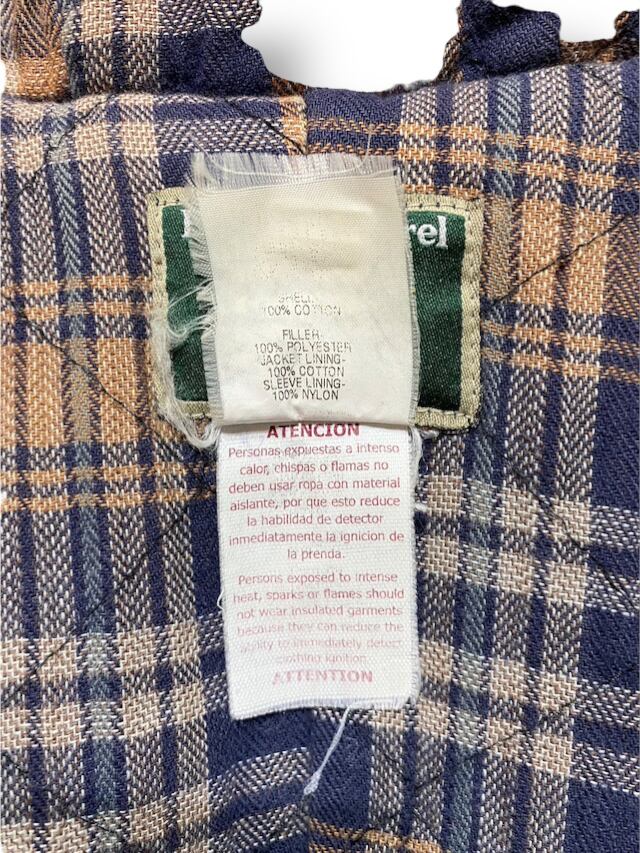 rel
SHELL
100% COTTON
FILLER-
100% POLYESTER
JACKET LINING-
100% COTTON
SLEEVE LINING-
100% NYLON
ATENCION
Personas expuestas a intenso
calor, chispas o flamas no
deben usar ropa con material
aislante, por que esto reduce
la habilidad de detector
inmediatamente la ignicion de
la prenda.
Persons exposed to intense
heat, sparks or flames should
not wear insulated garments
because they can reduce the
ability to immediately detect
clothing ignition
ATTENTION